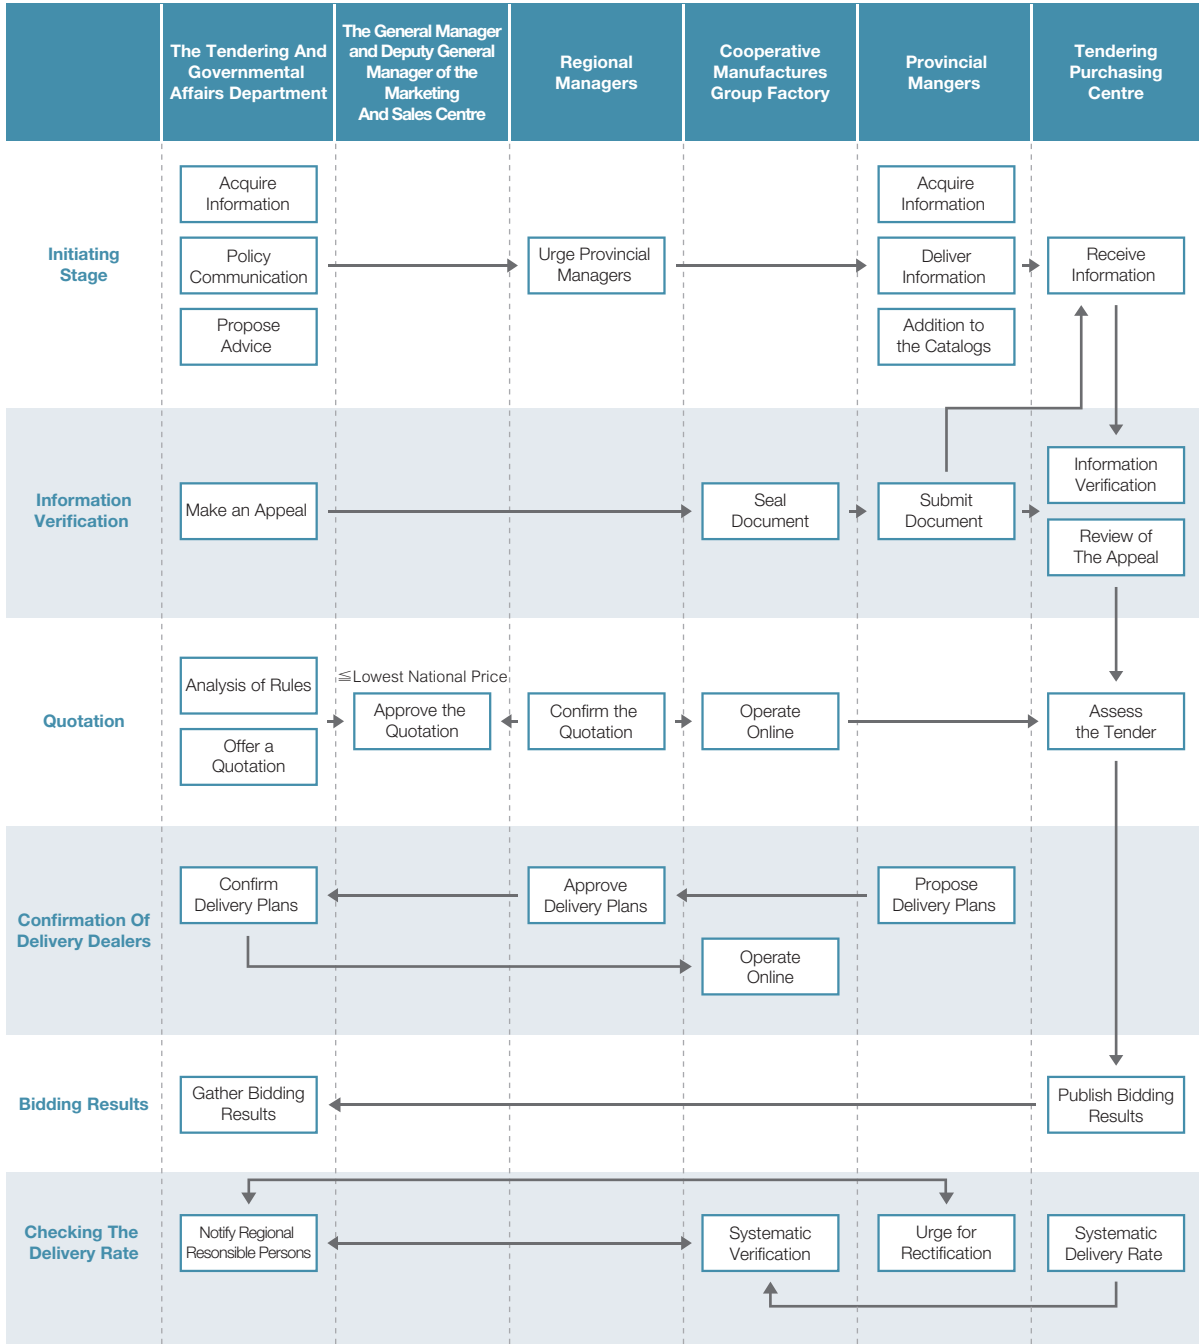 The Tendering And
Governmental
Affairs Department
The General Manager
and Deputy General
Manager of the
Marketing
And Sales Centre
Regional
Managers
Cooperative
Manufactures
Group Factory
Provincial
Mangers
Tendering
Purchasing
Centre
Initiating
Stage
Acquire
Information
Policy
Communication
Propose
Advice
Urge Provincial
Managers
Acquire
Information
Deliver
Information
Addition to
the Catalogs
Receive
Information
Information
Verification
Make an Appeal
Seal
Document
Submit
Document
Information
Verification
Review of
The Appeal
Quotation
Analysis of Rules
Offer a
Quotation
≦Lowest National Price
Approve the
Quotation
Confirm the
Quotation
Operate
Online
Assess
the Tender
Confirmation Of
Delivery Dealers
Confirm
Delivery Plans
Approve
Delivery Plans
Propose
Delivery Plans
Operate
Online
Bidding Results
Gather Bidding
Results
Publish Bidding
Results
Checking The
Delivery Rate
Notify Regional
Resonsible Persons
Systematic
Verification
Urge for
Rectification
Systematic
Delivery Rate